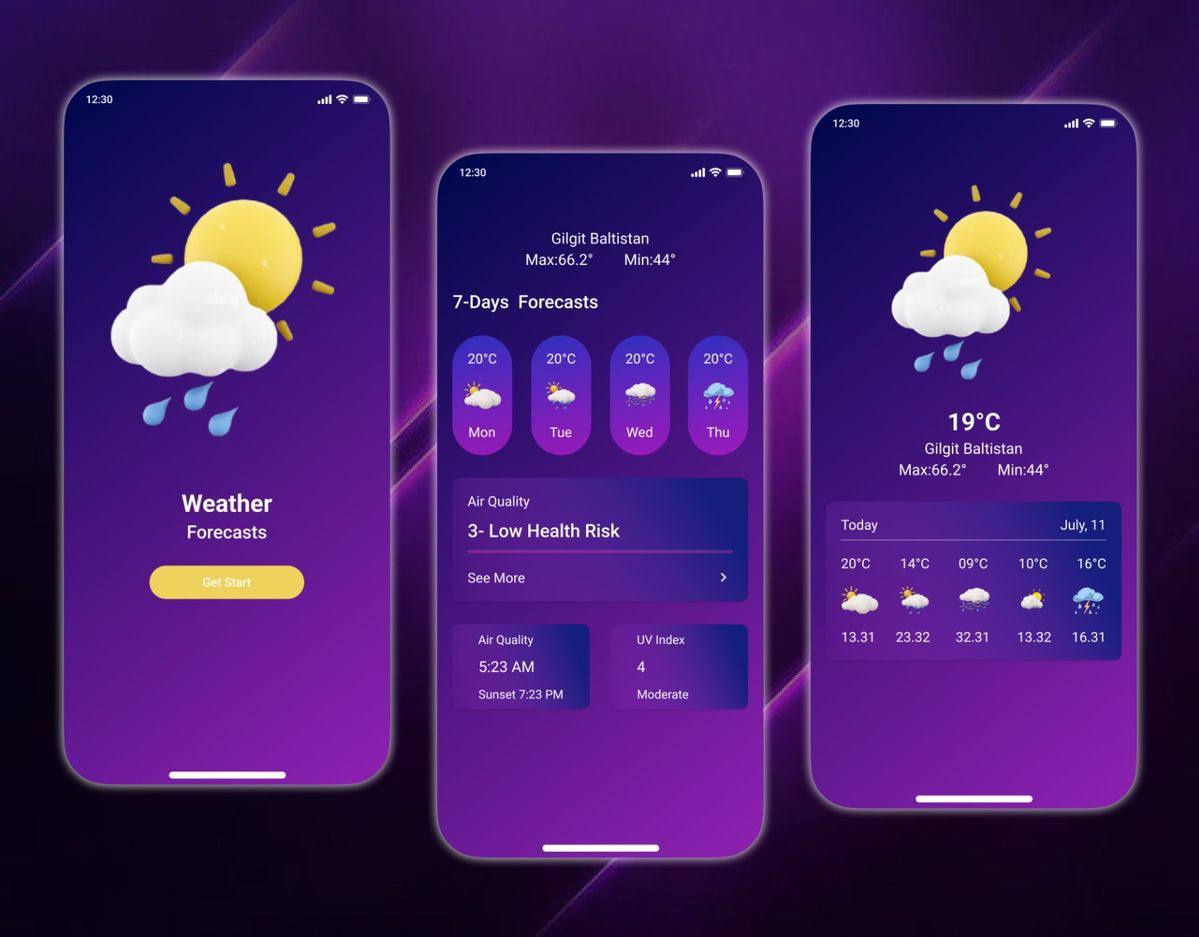 12:30
Weather
Forecasts
Get Start
12:30
Gilgit Baltistan
Max:66.2° Min:44°
7-Days Forecasts
20°C 20°C 20°C 20°C
Mon Tue Wed Thu
Air Quality
3- Low Health Risk
See More
Air Quality
5:23 AM
Sunset 7:23 PM
UV Index
4
Moderate
12:30
19°C
Gilgit Baltistan
Max:66.2° Min:44°
Today July, 11
20°C 14°C 09°C 10°C 16°C
13.31 23.32 32.31 13.32 16.31